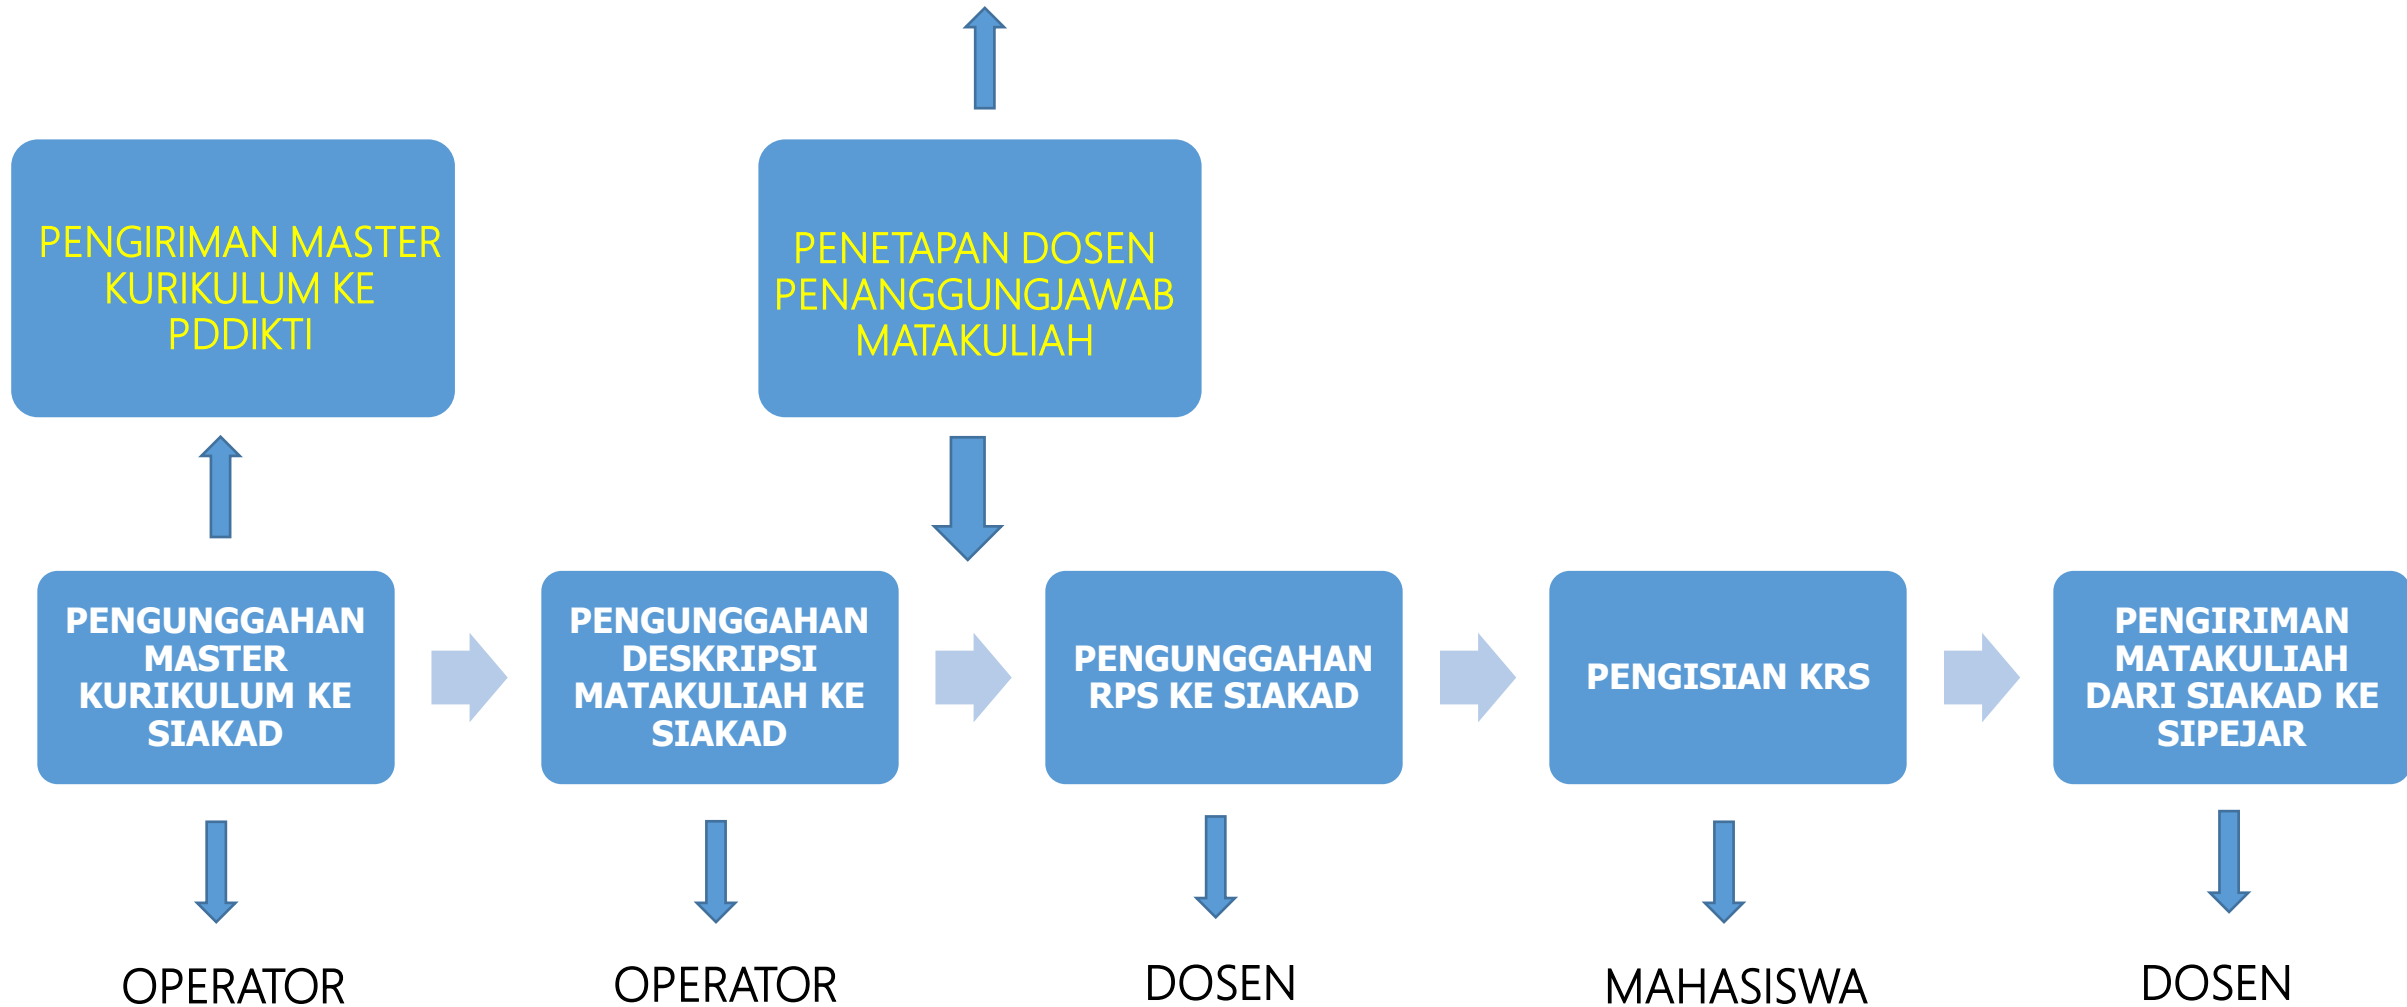 PENGIRIMAN MASTER
KURIKULUM KE
PDDIKTI
PENETAPAN DOSEN
PENANGGUNGJAWAB
MATAKULIAH
PENGUNGGAHAN
MASTER
KURIKULUM KE
SIAKAD
PENGUNGGAHAN
DESKRIPSI
MATAKULIAH KE
SIAKAD
PENGUNGGAHAN
RPS KE SIAKAD
PENGISIAN KRS
PENGIRIMAN
MATAKULIAH
DARI SIAKAD KE
SIPEJAR
OPERATOR
OPERATOR
DOSEN
MAHASISWA
DOSEN